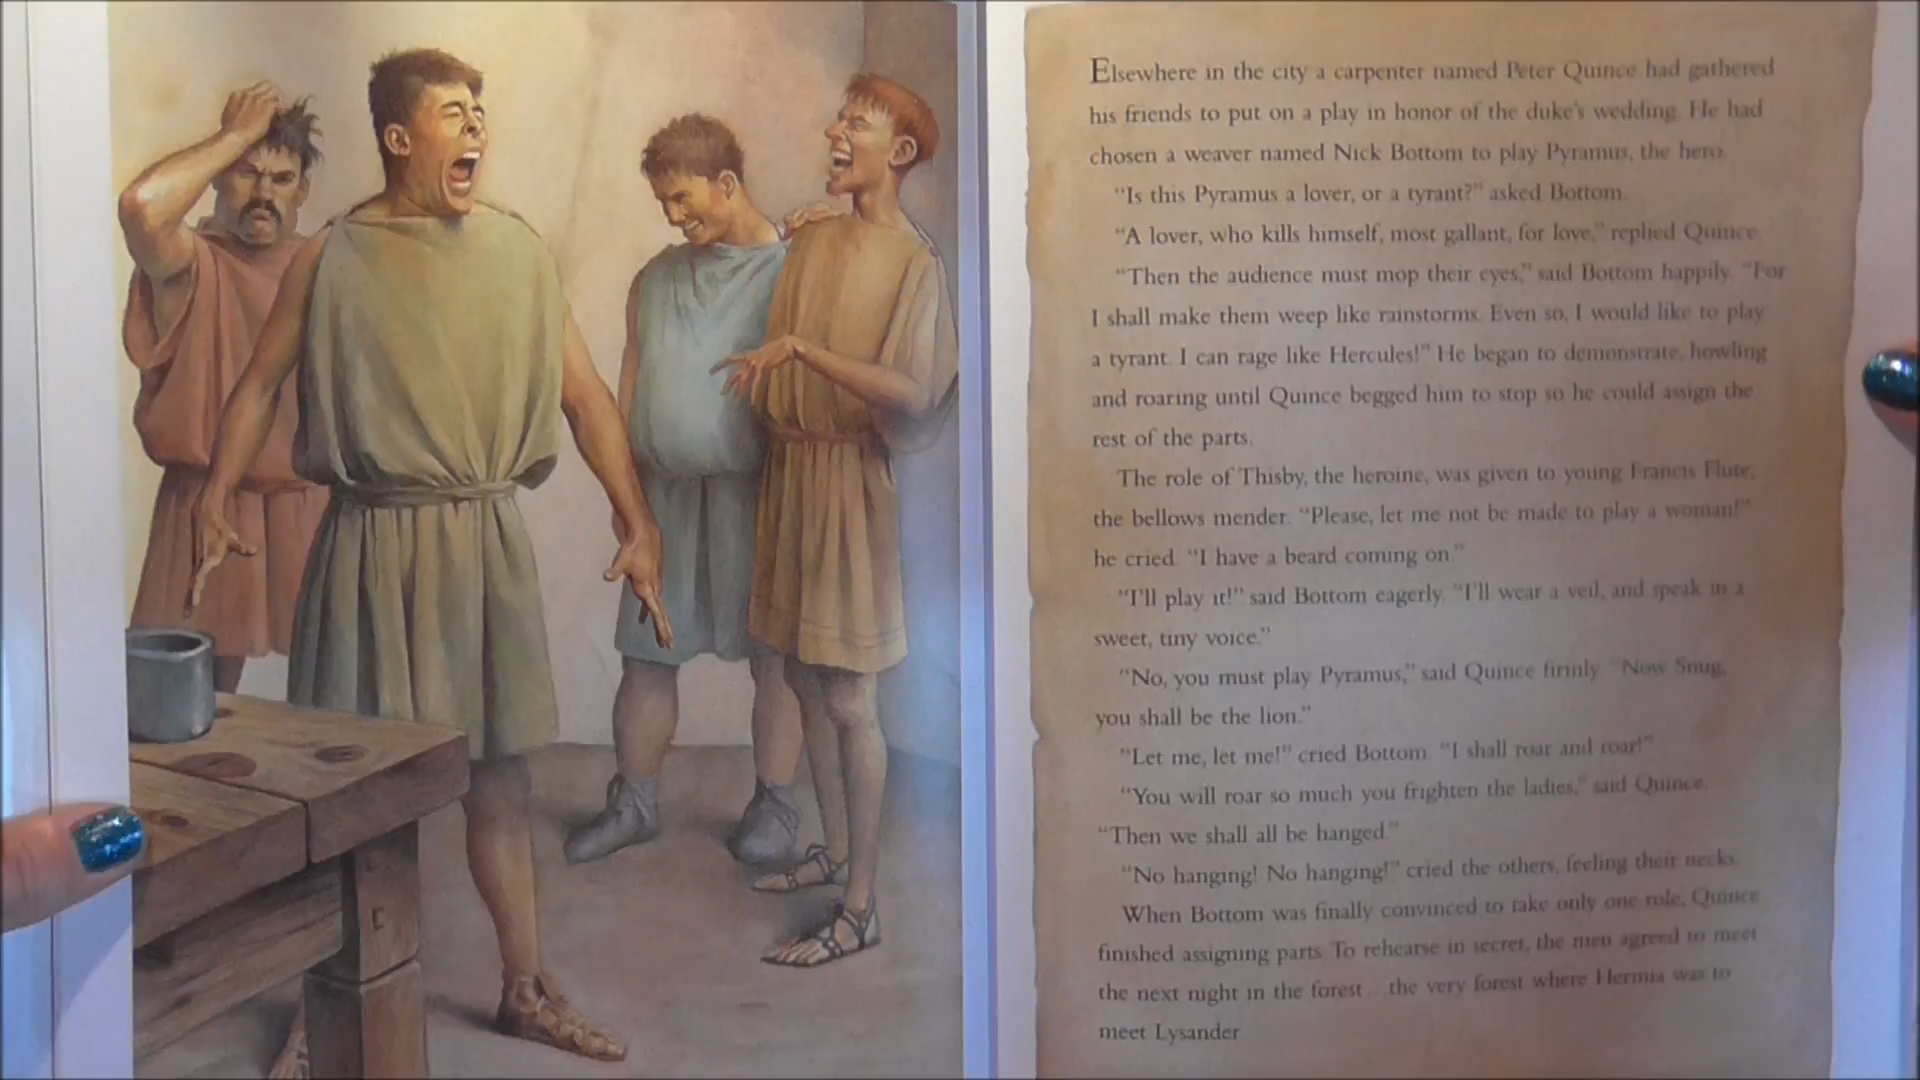 Elsewhere in the city a carpenter named Peter Quince had gathered
his friends to put on a play in honor of the duke's wedding. He had
chosen a weaver named Nick Bottom to play Pyramus, the hero.
"Is this Pyramus a lover, or a tyrant?" asked Bottom.
"A lover, who kills himself, most gallant, for love," replied Quince.
"Then the audience must mop their eyes," said Bottom happily. "For
I shall make them weep like rainstorms. Even so, I would like to play
a tyrant. I can rage like Hercules!" He began to demonstrate, howling
and roaring until Quince begged him to stop so he could assign the
rest of the parts.
The role of Thisby, the heroine, was given to young Francis Flute,
the bellows mender. "Please, let me not be made to play a woman!"
he cried. "I have a beard coming on."
"I'll play it!" said Bottom eagerly. "I'll wear a veil, and speak in a
sweet, tiny voice."
"No, you must play Pyramus," said Quince firmly. "Now Snug,
you shall be the lion."
"Let me, let me!" cried Bottom. "I shall roar and roar!"
"You will roar so much you frighten the ladies," said Quince.
"Then we shall all be hanged."
"No hanging! No hanging!" cried the others, feeling their necks.
When Bottom was finally convinced to take only one role, Quince
finished assigning parts. To rehearse in secret, the men agreed to meet
the next night in the forest . . . the very forest where Hermia was to
meet Lysander.